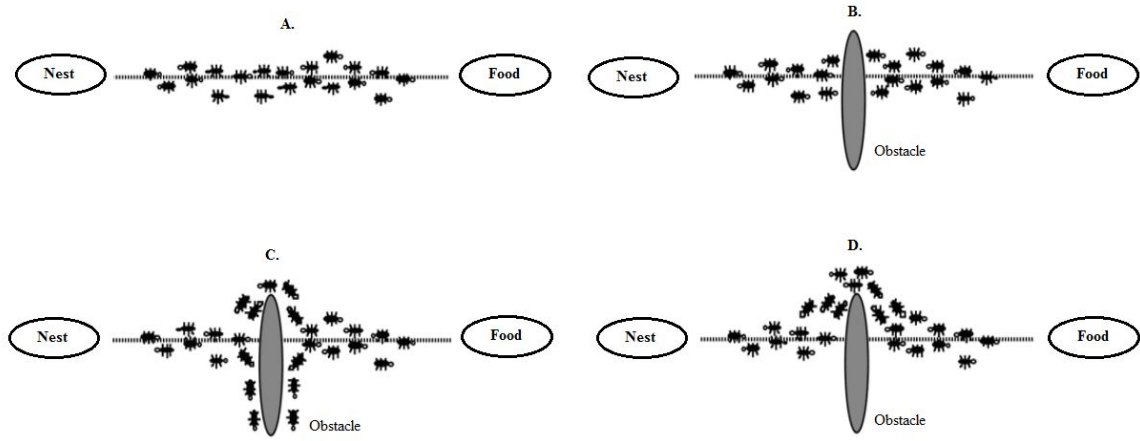 A.
Nest
Food
B.
Nest
Food
Obstacle
C.
Nest
Food
Obstacle
D.
Nest
Food
Obstacle